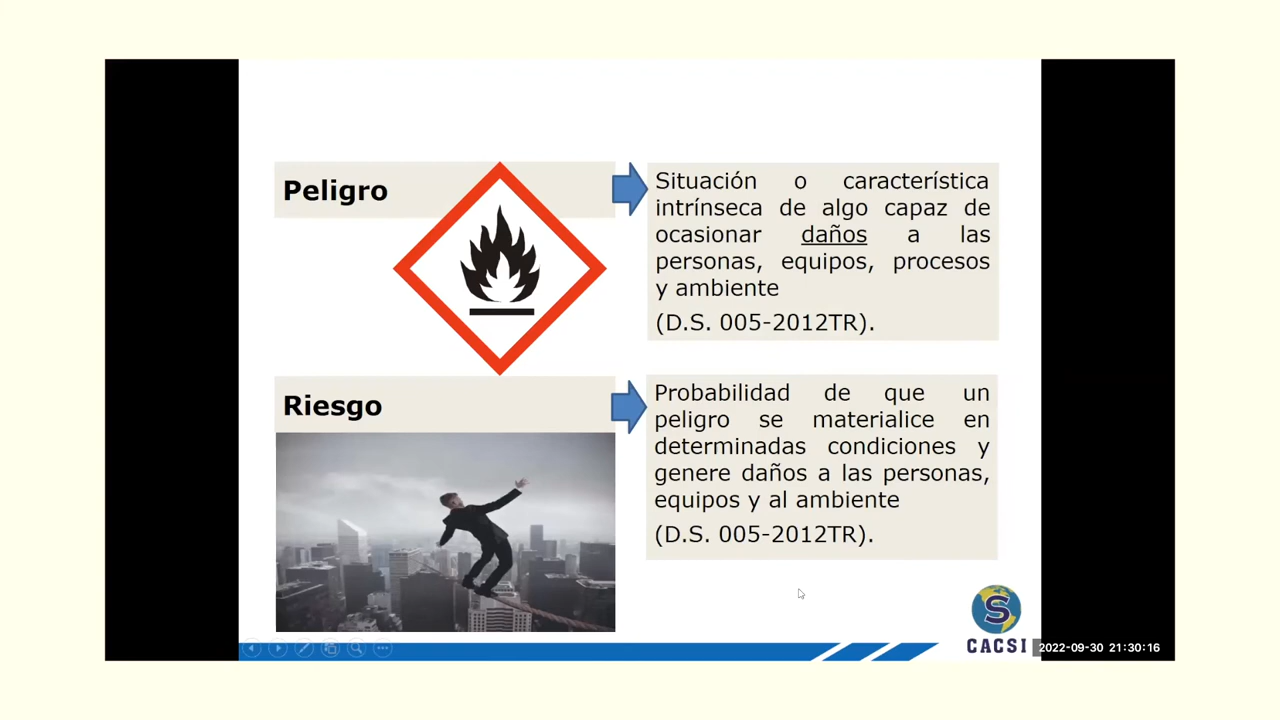 Peligro
Situación o característica
intrínseca de algo capaz de
ocasionar daños a las
personas, equipos, procesos
y ambiente
(D.S. 005-2012TR).
Riesgo
Probabilidad de que un
peligro se materialice en
determinadas condiciones y
genere daños a las personas,
equipos y al ambiente
(D.S. 005-2012TR).
S
CACSI
2022-09-30 21:30:16